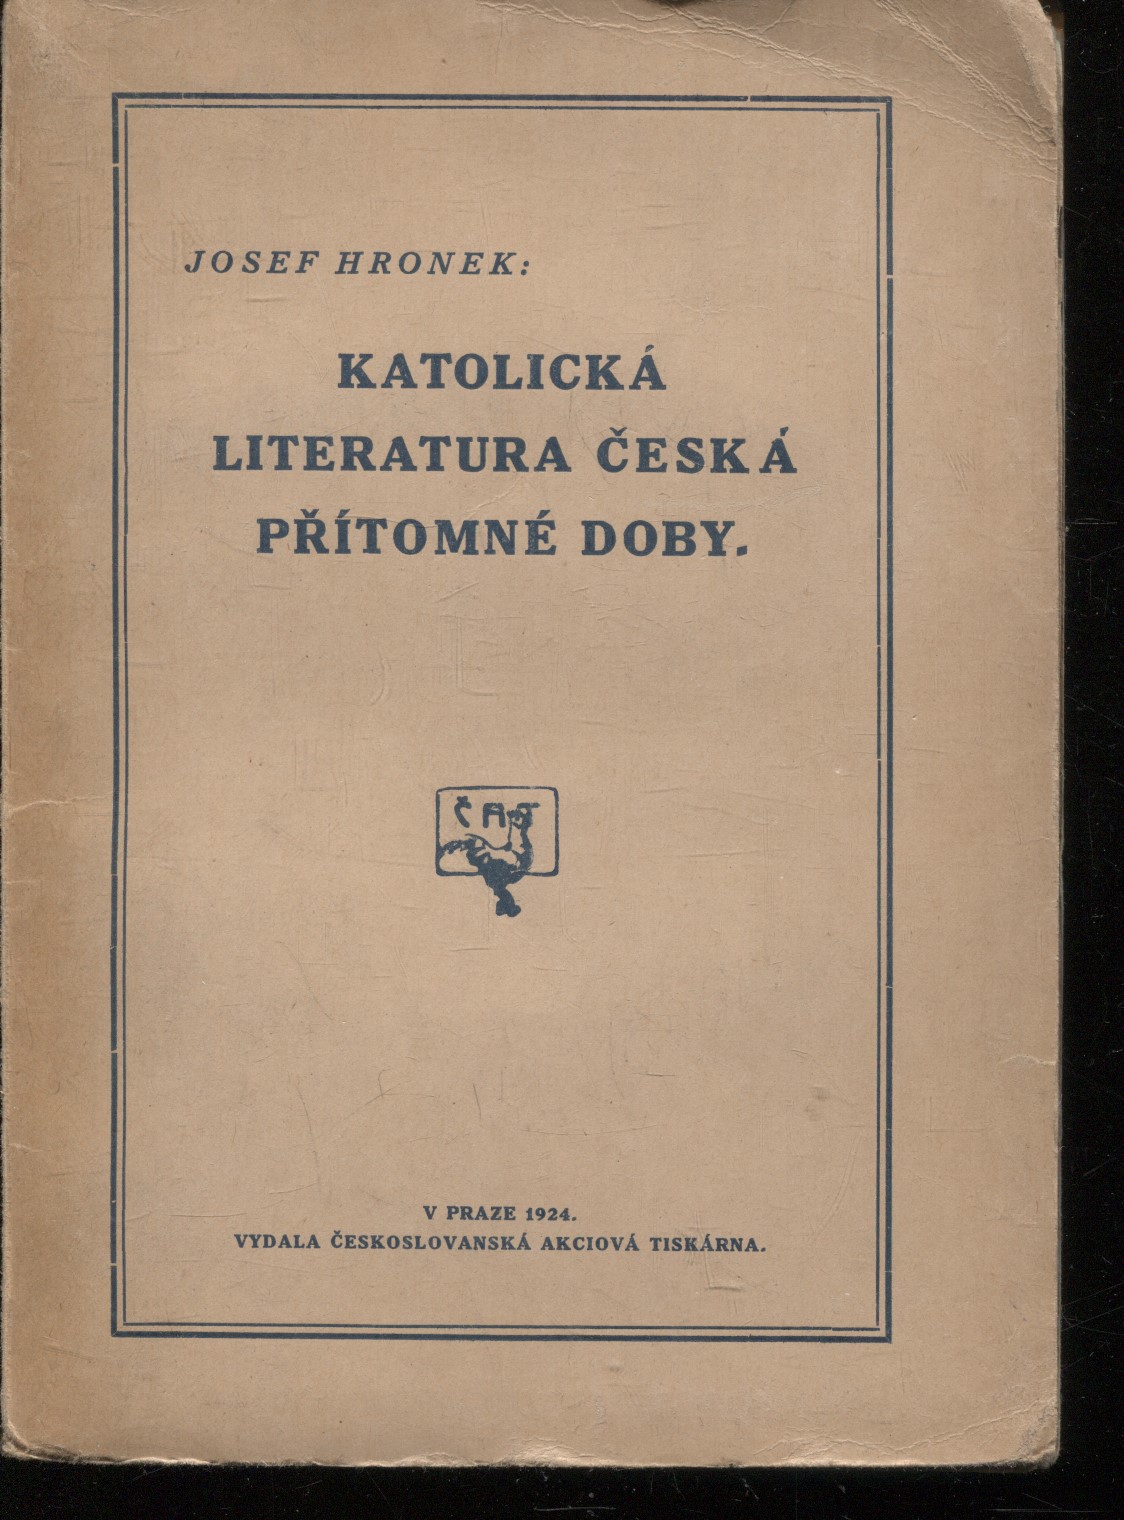 JOSEF HRONEK:
KATOLICKÁ
LITERATURA ČESKÁ
PŘÍTOMNÉ DOBY.
ČAT
V PRAZE 1924.
VYDALA ČESKOSLOVANSKÁ AKCIOVÁ TISKÁRNA.